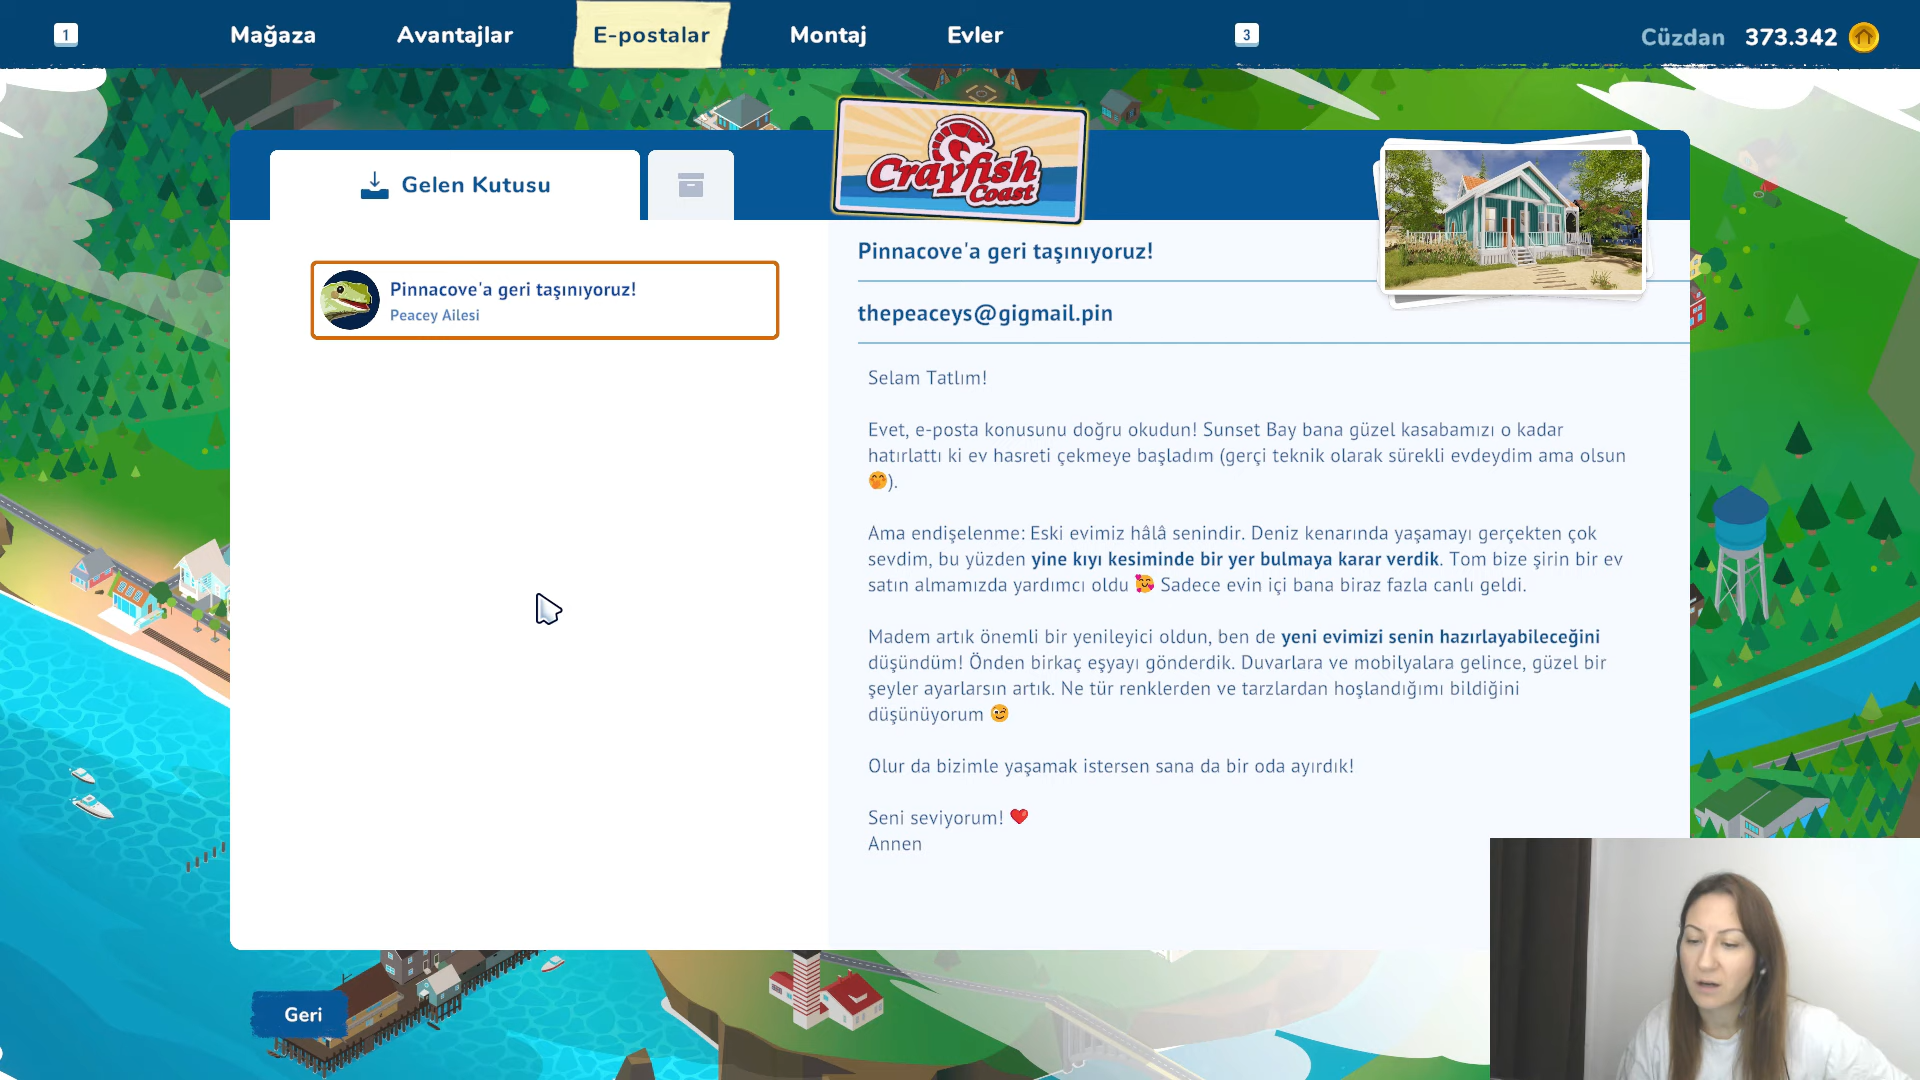 1
Mağaza
Avantajlar
E-postalar
Montaj
Evler
3
Cüzdan 373.342
Gelen Kutusu
Crayfish
Coast
Pinnacove'a geri taşınıyoruz!
Peacey Ailesi
Pinnacove'a geri taşınıyoruz!
thepeaceys@gigmail.pin
Selam Tatlım!
Evet, e-posta konusunu doğru okudun! Sunset Bay bana güzel kasabamızı o kadar
hatırlattı ki ev hasreti çekmeye başladım (gerçi teknik olarak sürekli evdeydim ama olsun
🤭).
Ama endişelenme: Eski evimiz hâlâ senindir. Deniz kenarında yaşamayı gerçekten çok
sevdim, bu yüzden yine kıyı kesiminde bir yer bulmaya karar verdik. Tom bize şirin bir ev
satın almamızda yardımcı oldu 🥰 Sadece evin içi bana biraz fazla canlı geldi.
Madem artık önemli bir yenileyici oldun, ben de yeni evimizi senin hazırlayabileceğini
düşündüm! Önden birkaç eşyayı gönderdik. Duvarlara ve mobilyalara gelince, güzel bir
şeyler ayarlarsın artık. Ne tür renklerden ve tarzlardan hoşlandığımı bildiğini
düşünüyorum 😉
Olur da bizimle yaşamak istersen sana da bir oda ayırdık!
Seni seviyorum! ❤️
Annen
Geri